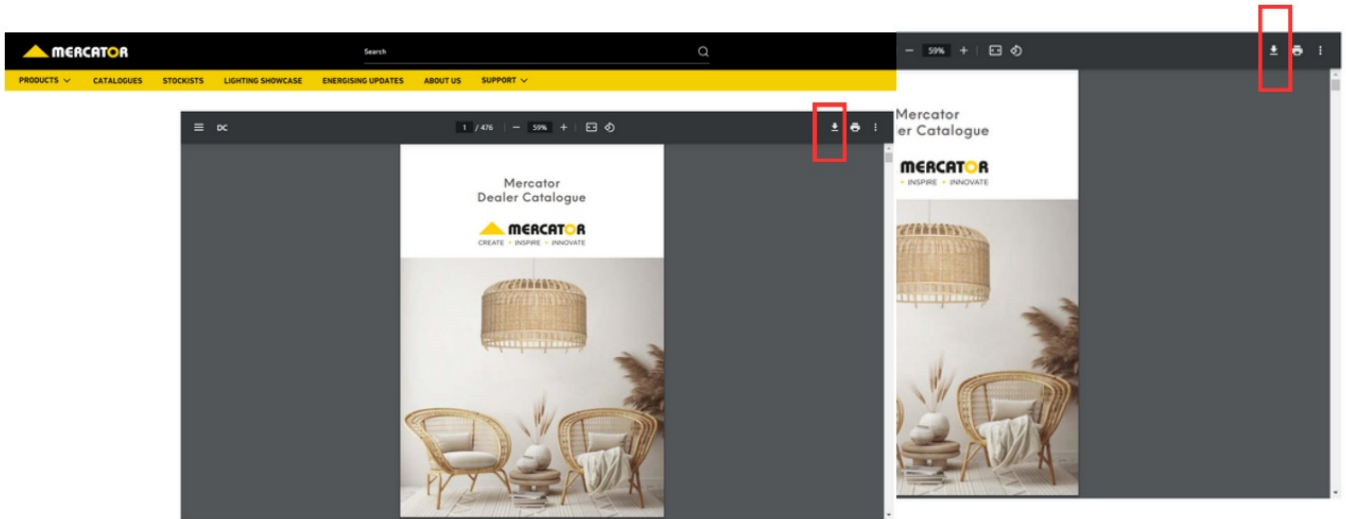 MERCATOR
Search
PRODUCTS CATALOGUES STOCKISTS LIGHTING SHOWCASE ENERGISING UPDATES ABOUT US SUPPORT
DC 1 / 476 59%
Mercator
Dealer Catalogue
MERCATOR
CREATE • INSPIRE • INNOVATE
59%
Mercator
er Catalogue
MERCATOR
• INSPIRE • INNOVATE